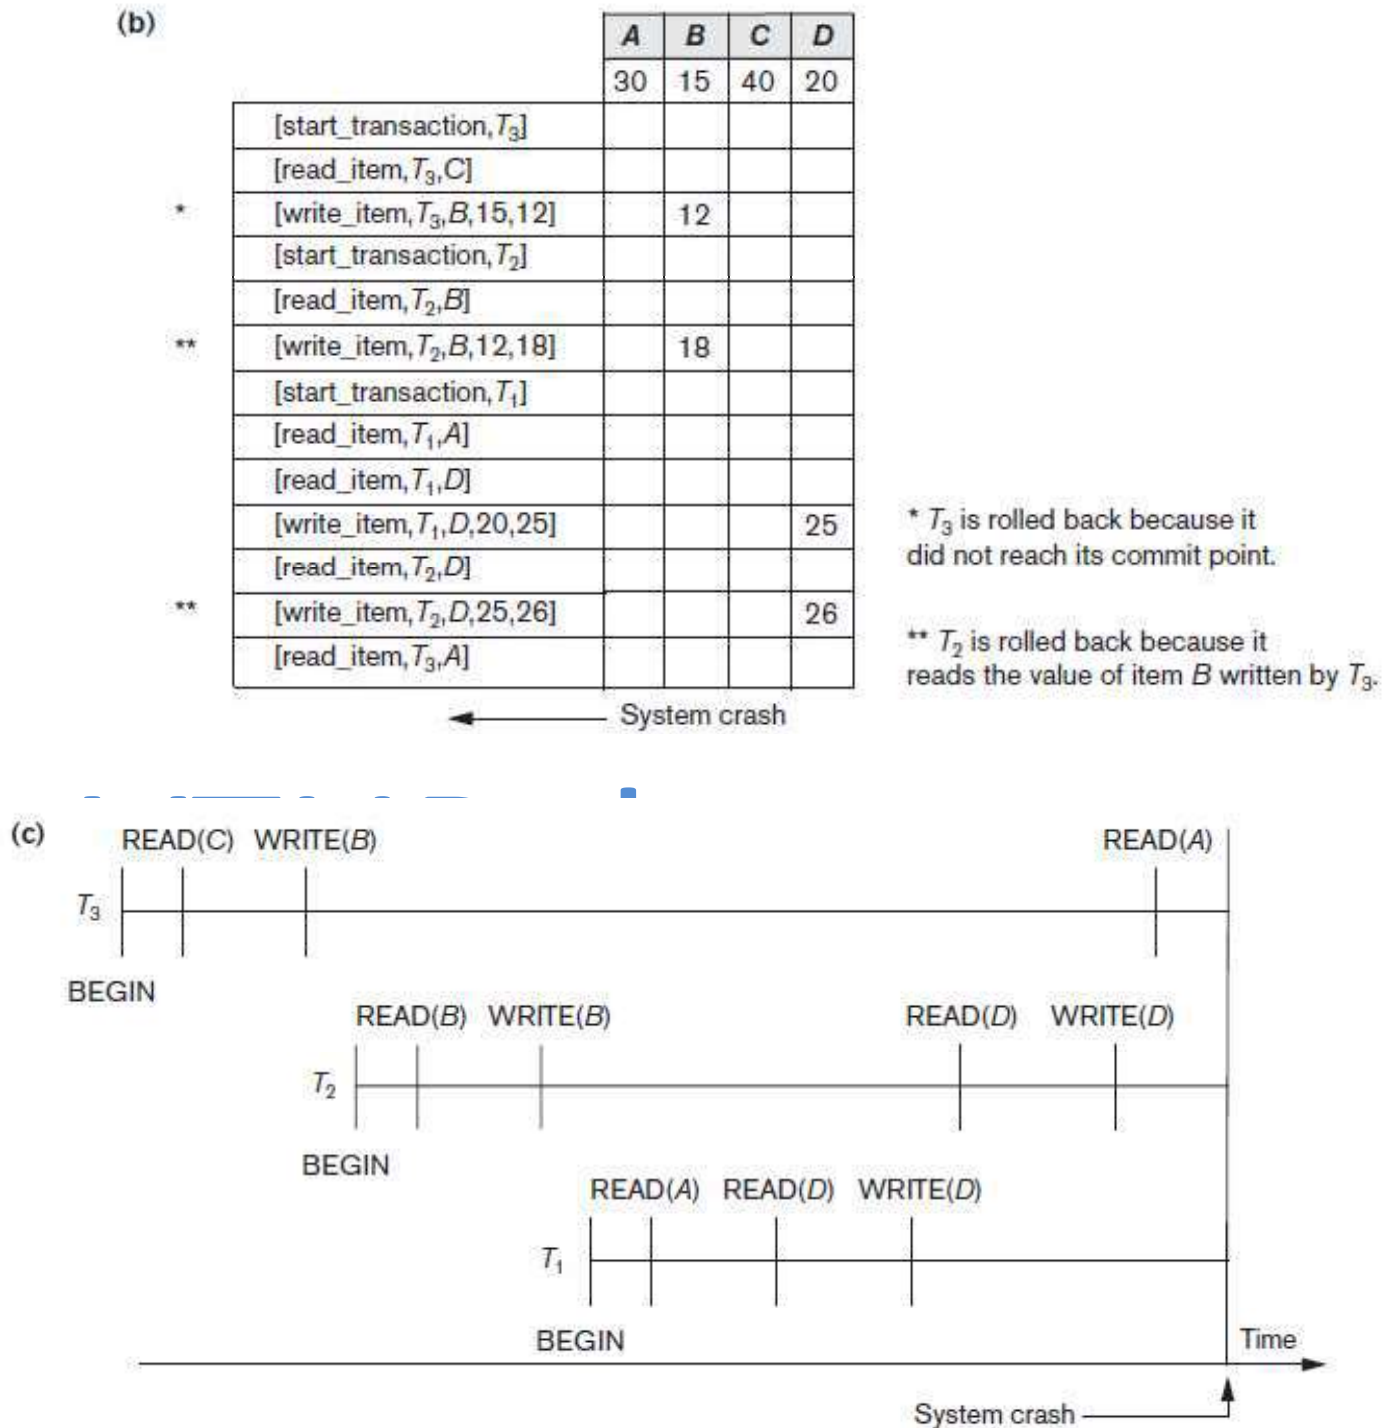 (b)
A B C D
30 15 40 20
[start_transaction,T₃]
[read_item,T₃,C]
* [write_item,T₃,B,15,12] 12
[start_transaction,T₂]
[read_item,T₂,B]
** [write_item,T₂,B,12,18] 18
[start_transaction,T₁]
[read_item,T₁,A]
[read_item,T₁,D]
[write_item,T₁,D,20,25] 25
[read_item,T₂,D]
** [write_item,T₂,D,25,26] 26
[read_item,T₃,A]
System crash
* T₃ is rolled back because it
did not reach its commit point.
** T₂ is rolled back because it
reads the value of item B written by T₃.
(c)
READ(C) WRITE(B) READ(A)
T₃
BEGIN
READ(B) WRITE(B) READ(D) WRITE(D)
T₂
BEGIN
READ(A) READ(D) WRITE(D)
T₁
BEGIN
Time
System crash